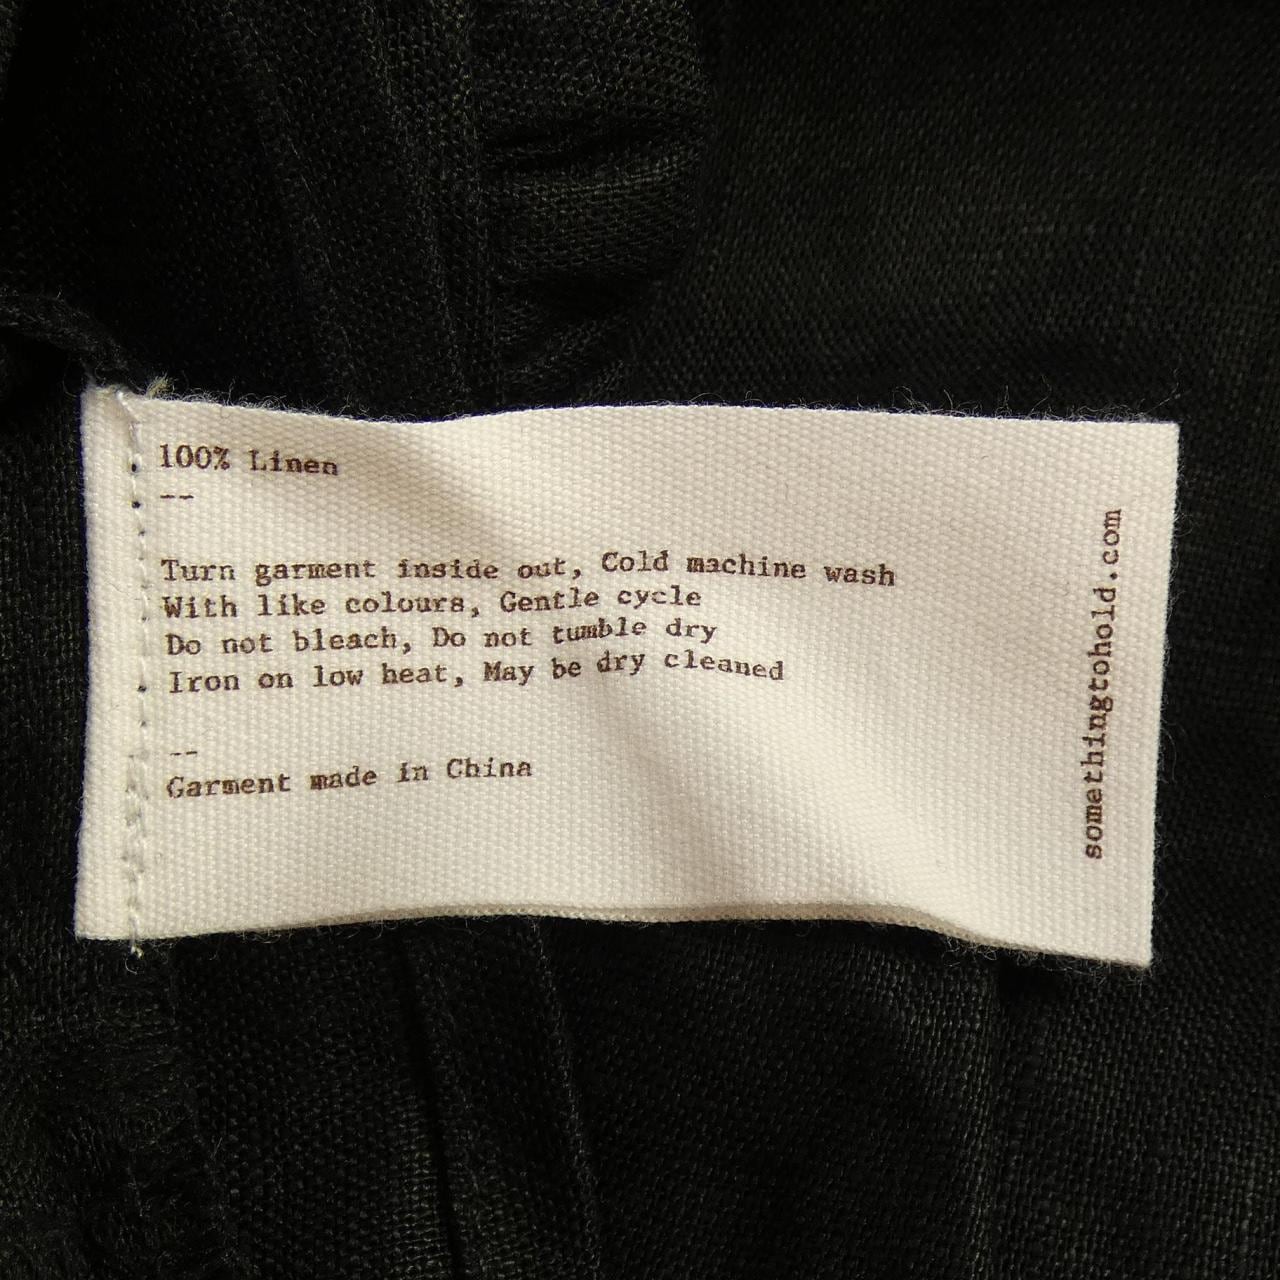 100% Linen
--
Turn garment inside out, Cold machine wash
With like colours, Gentle cycle
Do not bleach, Do not tumble dry
Iron on low heat, May be dry cleaned
--
Garment made in China
somethingtohold.com